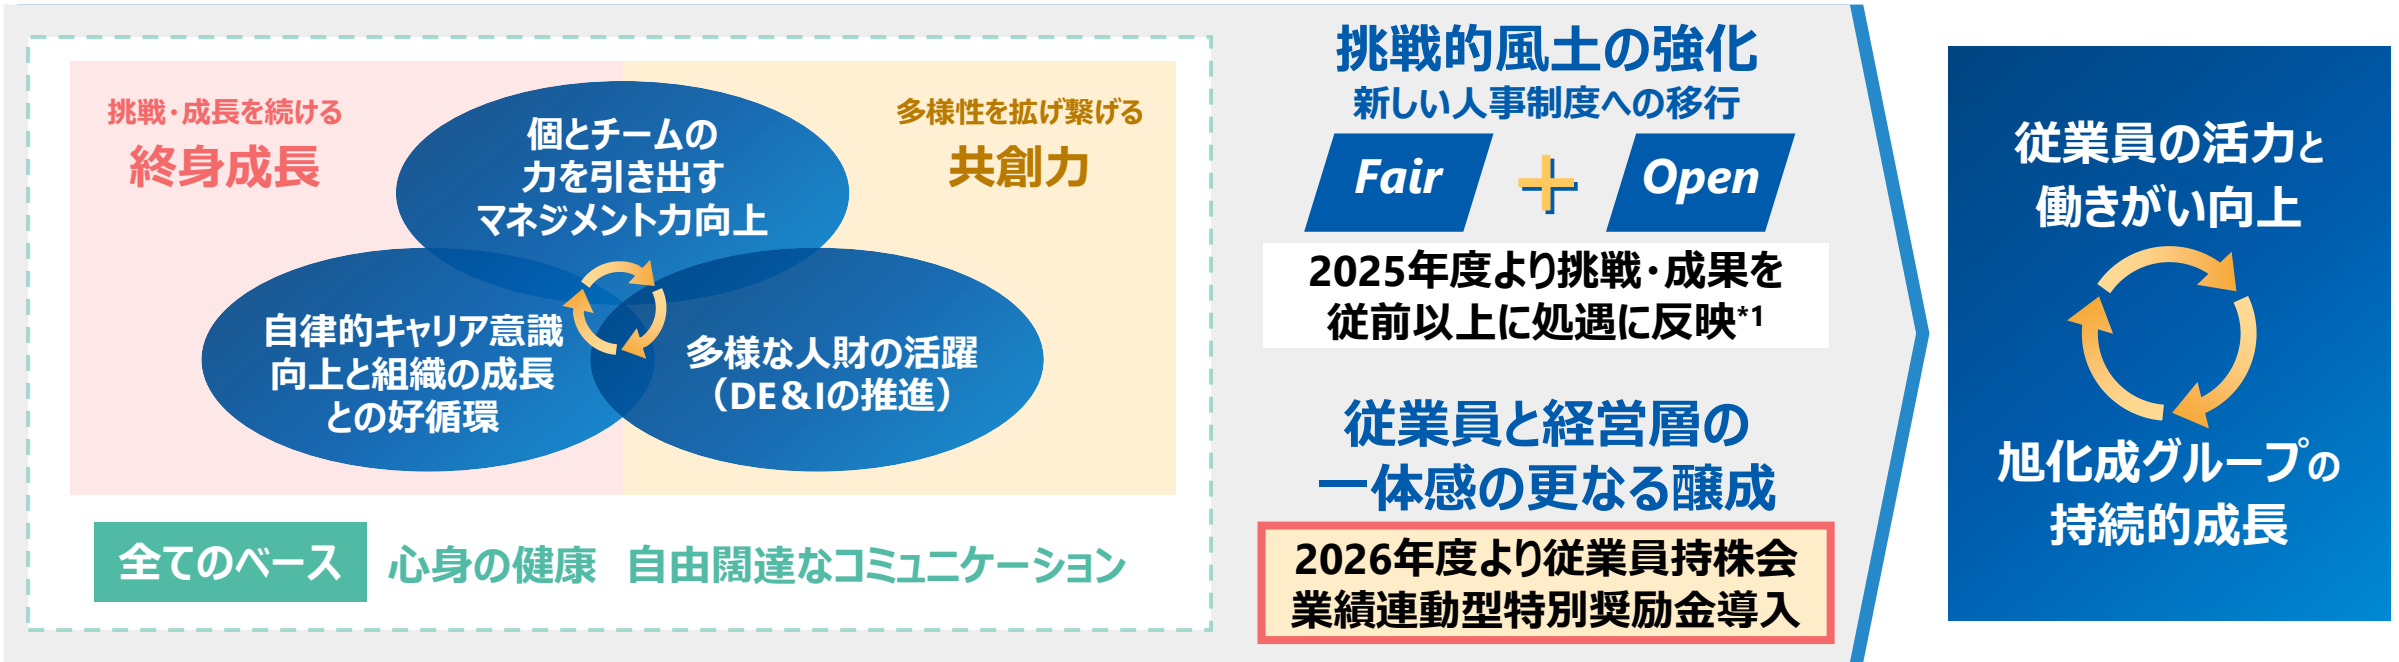 挑戦・成長を続ける
終身成長
多様性を拡げ繋げる
共創力
個とチームの
力を引き出す
マネジメント力向上
自律的キャリア意識
向上と組織の成長
との好循環
多様な人財の活躍
（DE＆Iの推進）
全てのベース
心身の健康　自由闊達なコミュニケーション
挑戦的風土の強化
新しい人事制度への移行
Fair + Open
2025年度より挑戦・成果を
従前以上に処遇に反映*1
従業員と経営層の
一体感の更なる醸成
2026年度より従業員持株会
業績連動型特別奨励金導入
従業員の活力と
働きがい向上
旭化成グループの
持続的成長